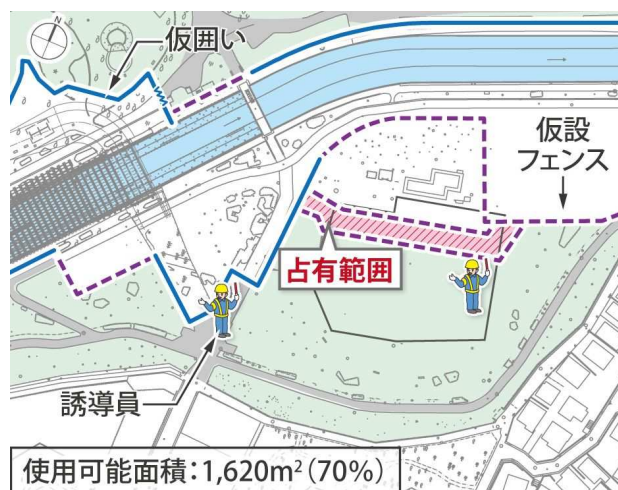 仮囲い
仮設
フェンス
占有範囲
誘導員
使用可能面積：1,620m²（70%）